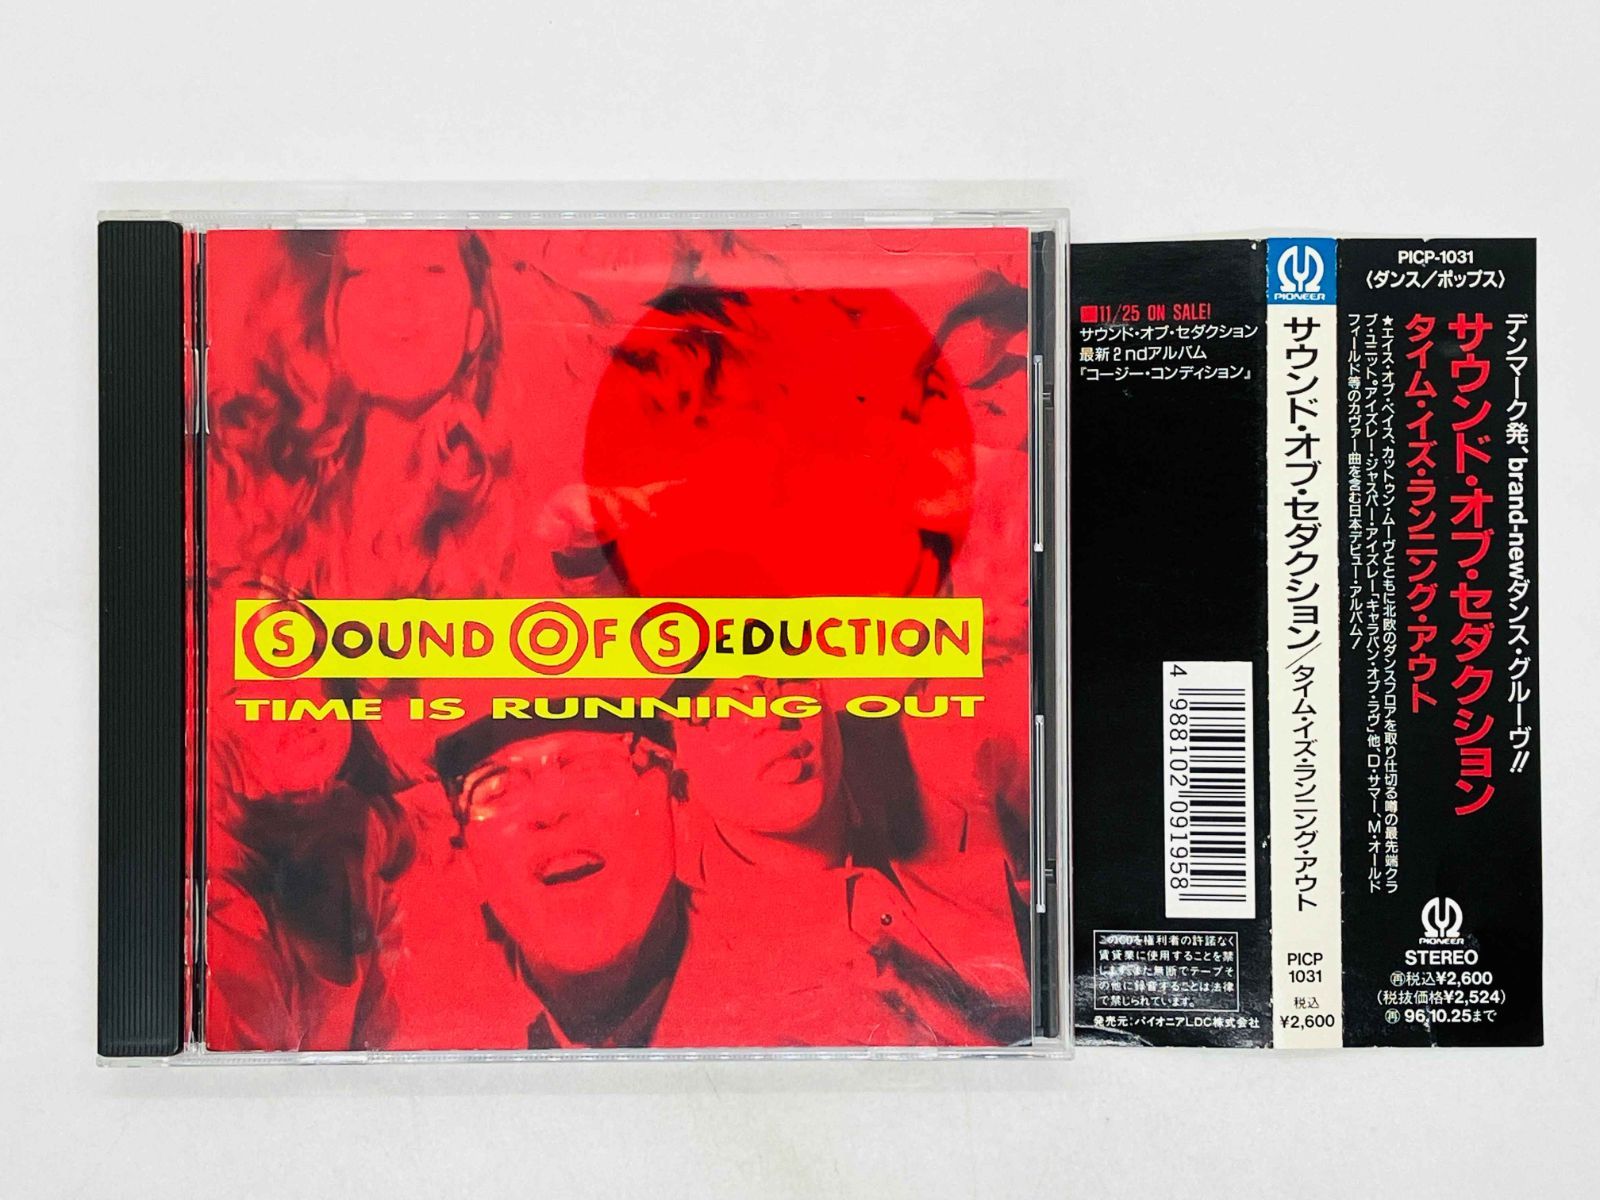 SOUND OF SEDUCTION
TIME IS RUNNING OUT
■11/25 ON SALE!
サウンド・オブ・セダクション
最新2ndアルバム
『コージー・コンディション』
4 988102 091958
このCDを権利者の許諾なく
賃貸業に使用することを禁
じます。また無断でテープそ
の他に録音することは法律
で禁じられています。
発売元:パイオニアLDC株式会社
PIONEER
サウンド・オブ・セダクション/タイム・イズ・ランニング・アウト
PICP
1031
税込
¥2,600
PICP-1031
〈ダンス/ポップス〉
デンマーク発、brand-newダンス・グルーヴ!!
サウンド・オブ・セダクション
タイム・イズ・ランニング・アウト
★エイス・オブ・ベイス、カットゥン・ムーヴとともに北欧のダンスフロアを取り仕切る噂の最先端クラ
ブ・ユニット。アイズレー・ジャスパー・アイズレー「キャラバン・オブ・ラヴ」他、D・サマー、M・オールド
フィールド等のカヴァー曲を含む日本デビュー・アルバム!
PIONEER
STEREO
再税込¥2,600
(税抜価格¥2,524)
再96.10.25まで